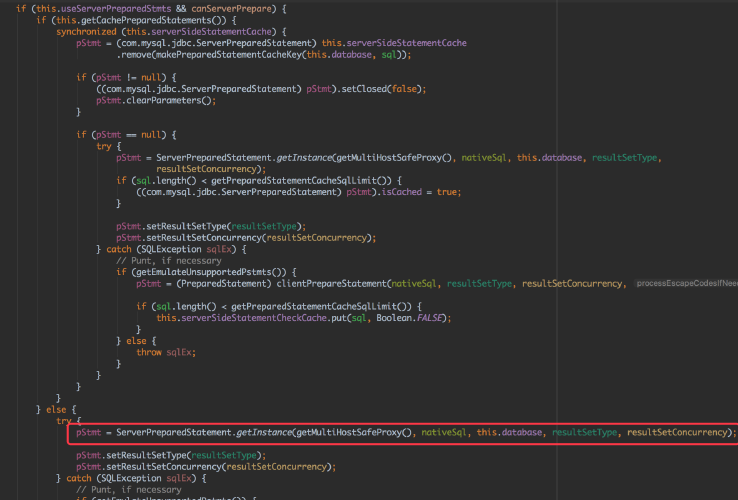 if (this.useServerPreparedStmts && canServerPrepare) {
if (this.getCachePreparedStatements()) {
synchronized (this.serverSideStatementCache) {
pStmt = (com.mysql.jdbc.ServerPreparedStatement) this.serverSideStatementCache
.remove(makePreparedStatementCacheKey(this.database, sql));
if (pStmt != null) {
((com.mysql.jdbc.ServerPreparedStatement) pStmt).setClosed(false);
pStmt.clearParameters();
}
if (pStmt == null) {
try {
pStmt = ServerPreparedStatement.getInstance(getMultiHostSafeProxy(), nativeSql, this.database, resultSetType,
resultSetConcurrency);
if (sql.length() < getPreparedStatementCacheSqlLimit()) {
((com.mysql.jdbc.ServerPreparedStatement) pStmt).isCached = true;
}
pStmt.setResultSetType(resultSetType);
pStmt.setResultSetConcurrency(resultSetConcurrency);
} catch (SQLException sqlEx) {
// Punt, if necessary
if (getEmulateUnsupportedPstmts()) {
pStmt = (PreparedStatement) clientPrepareStatement(nativeSql, resultSetType, resultSetConcurrency, processEscapeCodesIfNee
if (sql.length() < getPreparedStatementCacheSqlLimit()) {
this.serverSideStatementCheckCache.put(sql, Boolean.FALSE);
}
} else {
throw sqlEx;
}
}
}
}
} else {
try {
pStmt = ServerPreparedStatement.getInstance(getMultiHostSafeProxy(), nativeSql, this.database, resultSetType, resultSetConcurrency);
pStmt.setResultSetType(resultSetType);
pStmt.setResultSetConcurrency(resultSetConcurrency);
} catch (SQLException sqlEx) {
// Punt, if necessary